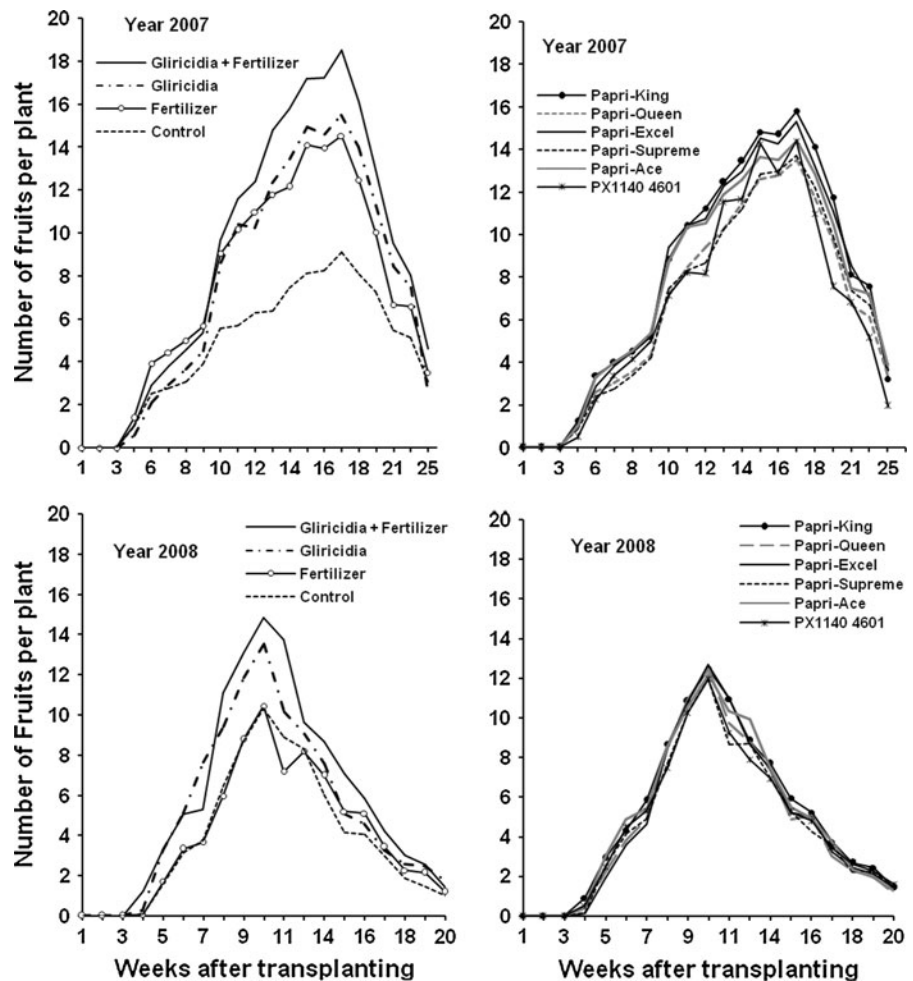 Year 2007
Gliricidia + Fertilizer
Gliricidia
Fertilizer
Control
Number of fruits per plant
20
18
16
14
12
10
8
6
4
2
0
1 3 6 8 10 12 14 16 18 21 25
Year 2007
Papri-King
Papri-Queen
Papri-Excel
Papri-Supreme
Papri-Ace
PX1140 4601
20
18
16
14
12
10
8
6
4
2
0
1 3 6 8 10 12 14 16 18 21 25
Year 2008
Gliricidia + Fertilizer
Gliricidia
Fertilizer
Control
Number of Fruits per plant
20
18
16
14
12
10
8
6
4
2
0
1 3 5 7 9 11 14 16 18 20
Weeks after transplanting
Year 2008
Papri-King
Papri-Queen
Papri-Excel
Papri-Supreme
Papri-Ace
PX1140 4601
20
18
16
14
12
10
8
6
4
2
0
1 3 5 7 9 11 14 16 18 20
Weeks after transplanting